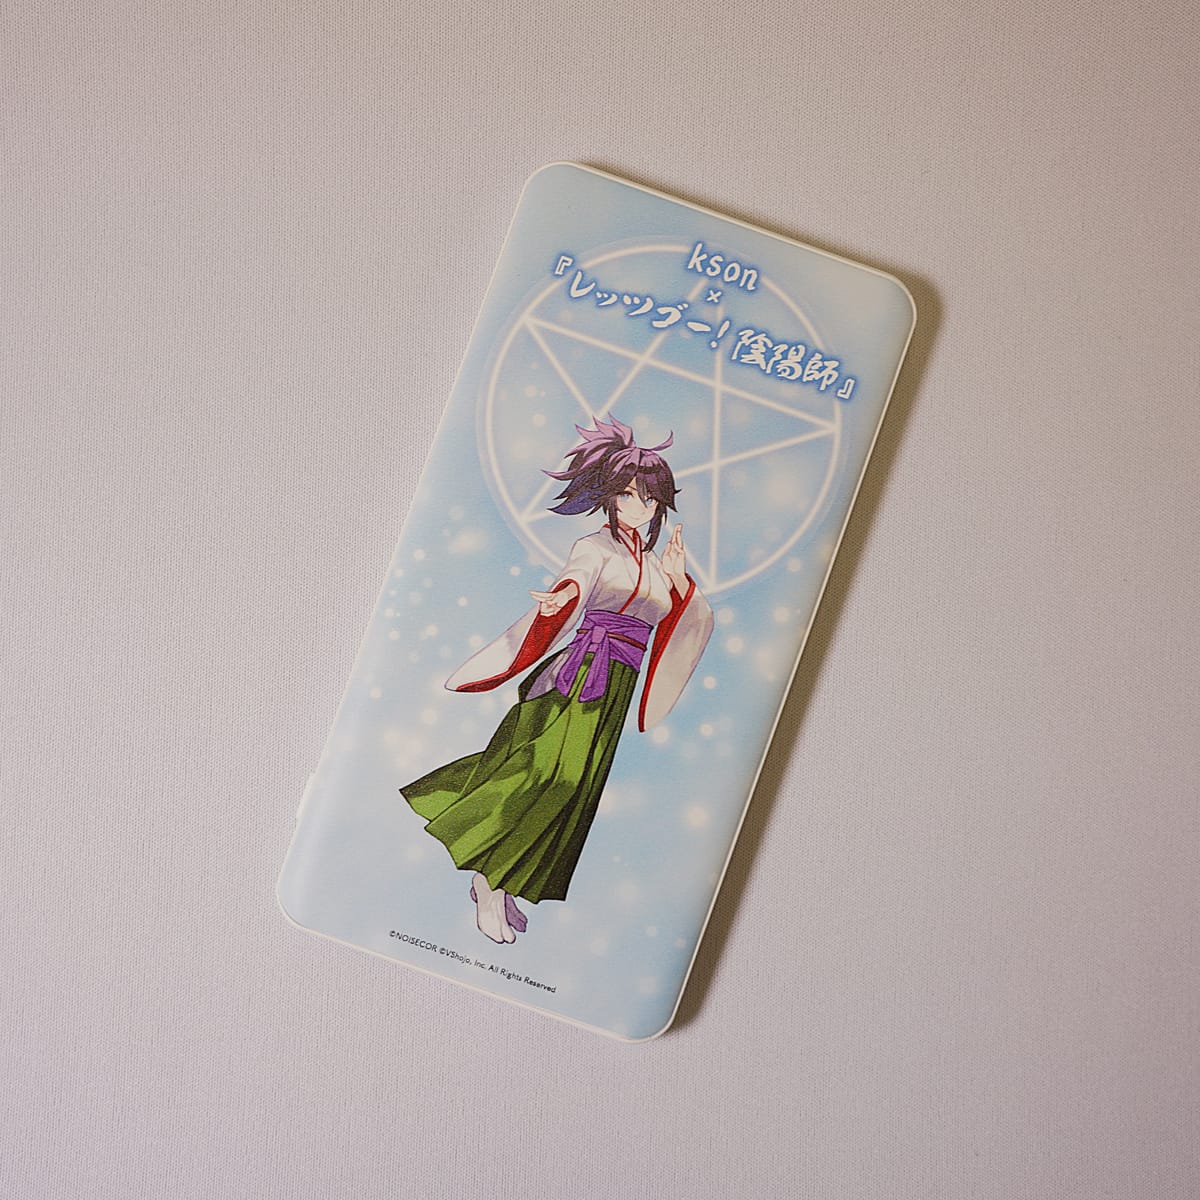 kson
×
『レッツゴー!陰陽師』
©NOISECOR ©VShojo, Inc. All Rights Reserved